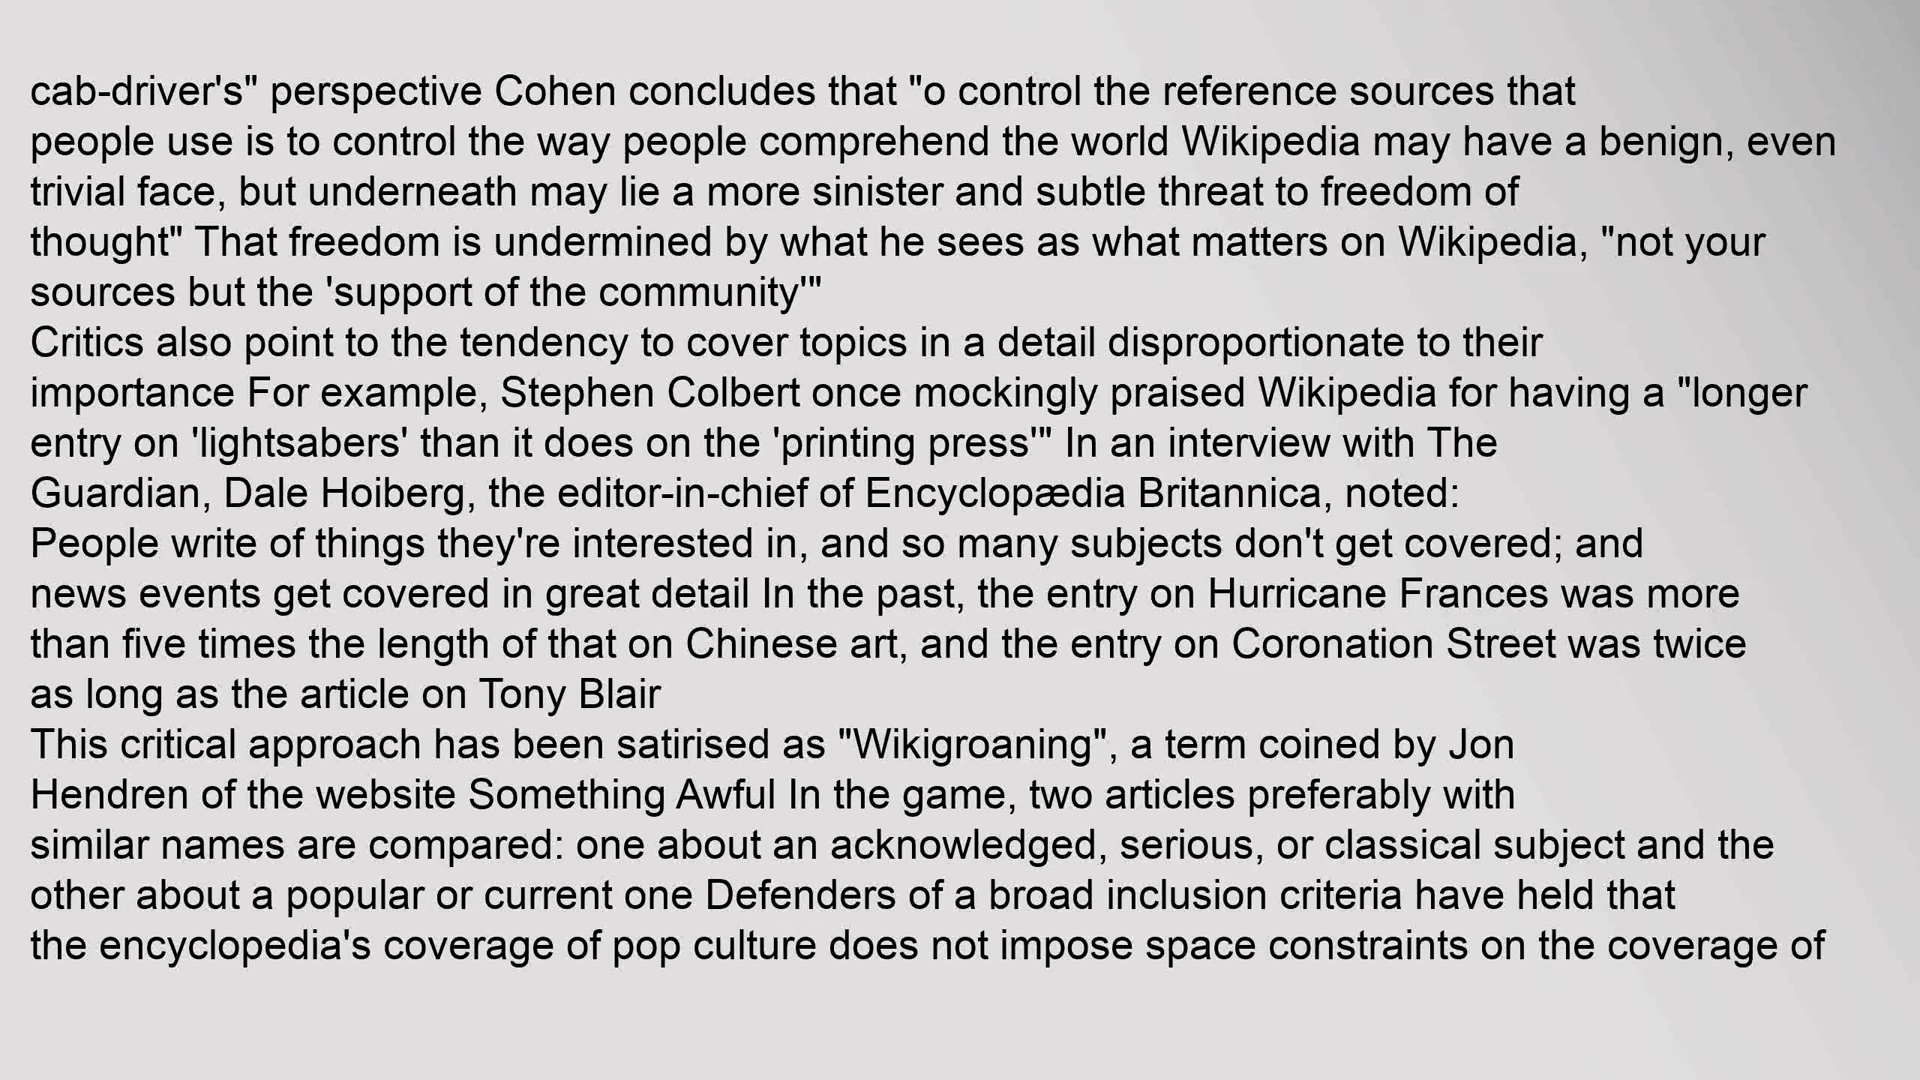 cab-driver's" perspective Cohen concludes that "o control the reference sources that
people use is to control the way people comprehend the world Wikipedia may have a benign, even
trivial face, but underneath may lie a more sinister and subtle threat to freedom of
thought" That freedom is undermined by what he sees as what matters on Wikipedia, "not your
sources but the 'support of the community'"
Critics also point to the tendency to cover topics in a detail disproportionate to their
importance For example, Stephen Colbert once mockingly praised Wikipedia for having a "longer
entry on 'lightsabers' than it does on the 'printing press'" In an interview with The
Guardian, Dale Hoiberg, the editor-in-chief of Encyclopædia Britannica, noted:
People write of things they're interested in, and so many subjects don't get covered; and
news events get covered in great detail In the past, the entry on Hurricane Frances was more
than five times the length of that on Chinese art, and the entry on Coronation Street was twice
as long as the article on Tony Blair
This critical approach has been satirised as "Wikigroaning", a term coined by Jon
Hendren of the website Something Awful In the game, two articles preferably with
similar names are compared: one about an acknowledged, serious, or classical subject and the
other about a popular or current one Defenders of a broad inclusion criteria have held that
the encyclopedia's coverage of pop culture does not impose space constraints on the coverage of